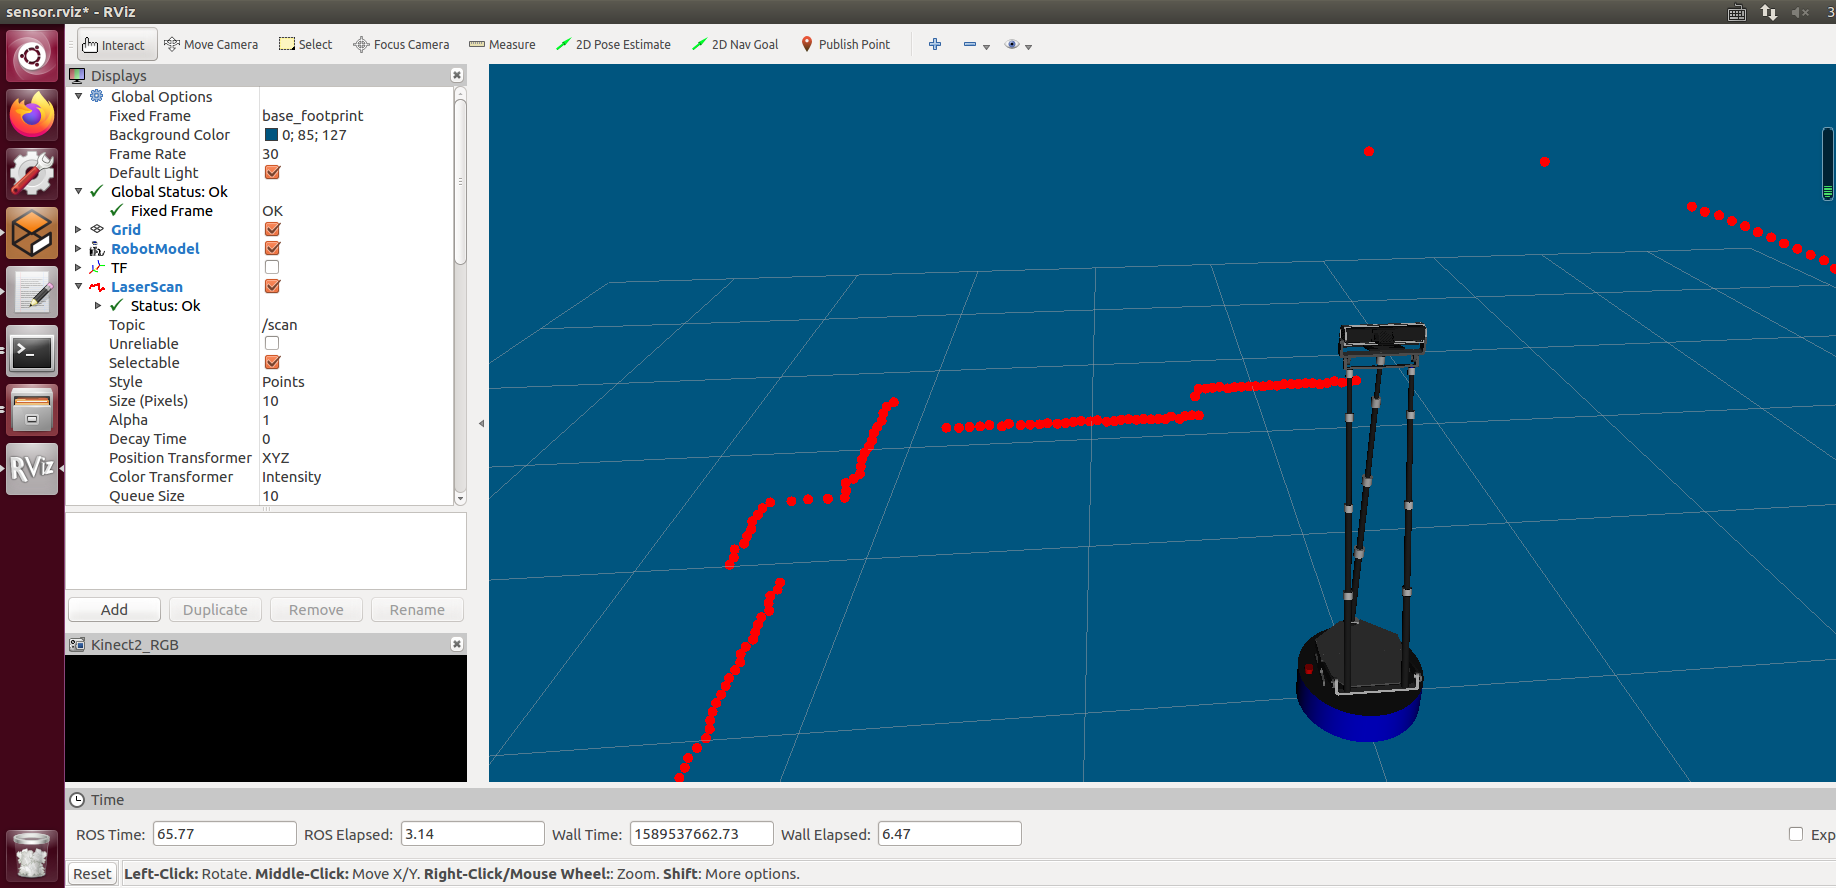 sensor.rviz* - RViz
3
Interact Move Camera Select Focus Camera Measure 2D Pose Estimate 2D Nav Goal Publish Point
Displays
Global Options
Fixed Frame base_footprint
Background Color 0; 85; 127
Frame Rate 30
Default Light
Global Status: Ok
Fixed Frame OK
Grid
RobotModel
TF
LaserScan
Status: Ok
Topic /scan
Unreliable
Selectable
Style Points
Size (Pixels) 10
Alpha 1
Decay Time 0
Position Transformer XYZ
Color Transformer Intensity
Queue Size 10
RViz
Add Duplicate Remove Rename
Kinect2_RGB
Time
ROS Time: 65.77 ROS Elapsed: 3.14 Wall Time: 1589537662.73 Wall Elapsed: 6.47 Exp
Reset Left-Click: Rotate. Middle-Click: Move X/Y. Right-Click/Mouse Wheel:: Zoom. Shift: More options.